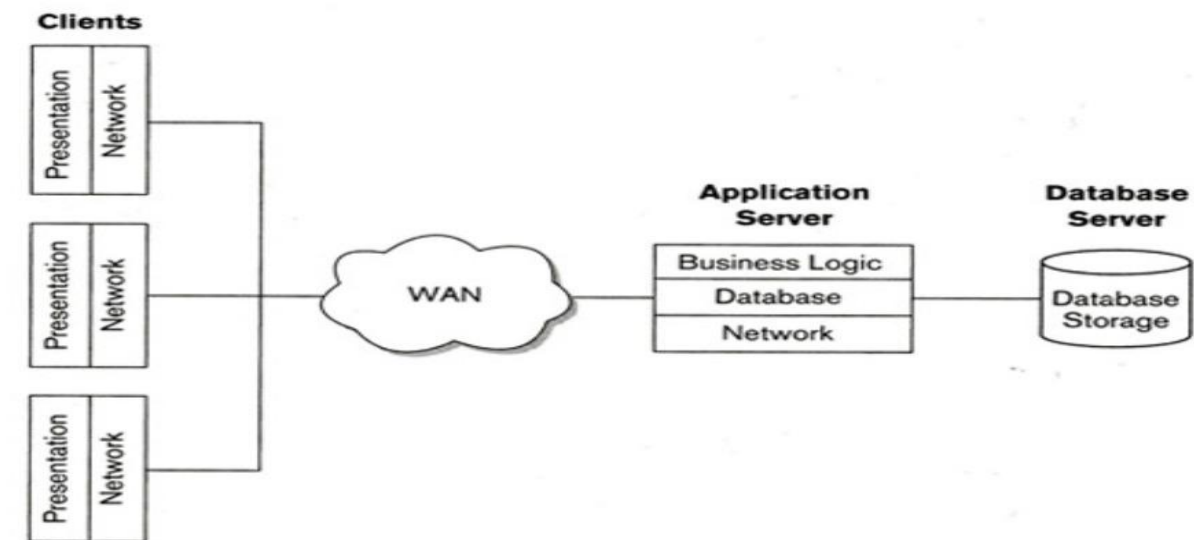 Clients
Presentation
Network
Presentation
Network
Presentation
Network
WAN
Application
Server
Business Logic
Database
Network
Database
Server
Database
Storage